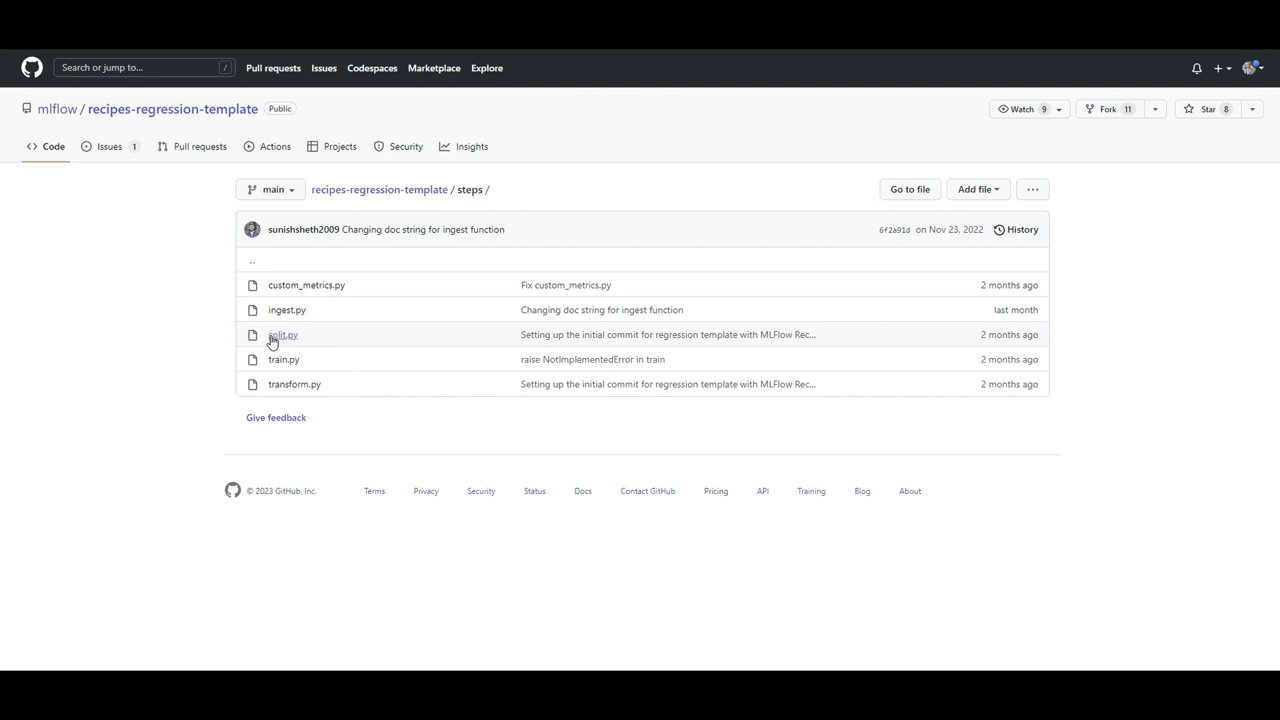 Search or jump to... /
Pull requests Issues Codespaces Marketplace Explore
mlflow / recipes-regression-template Public
Watch 9 Fork 11 Star 8
<> Code Issues 1 Pull requests Actions Projects Security Insights
main recipes-regression-template / steps / Go to file Add file ...
sunishsheth2009 Changing doc string for ingest function 6f2a91d on Nov 23, 2022 History
..
custom_metrics.py Fix custom_metrics.py 2 months ago
ingest.py Changing doc string for ingest function last month
split.py Setting up the initial commit for regression template with MLFlow Rec... 2 months ago
train.py raise NotImplementedError in train 2 months ago
transform.py Setting up the initial commit for regression template with MLFlow Rec... 2 months ago
Give feedback
© 2023 GitHub, Inc. Terms Privacy Security Status Docs Contact GitHub Pricing API Training Blog About